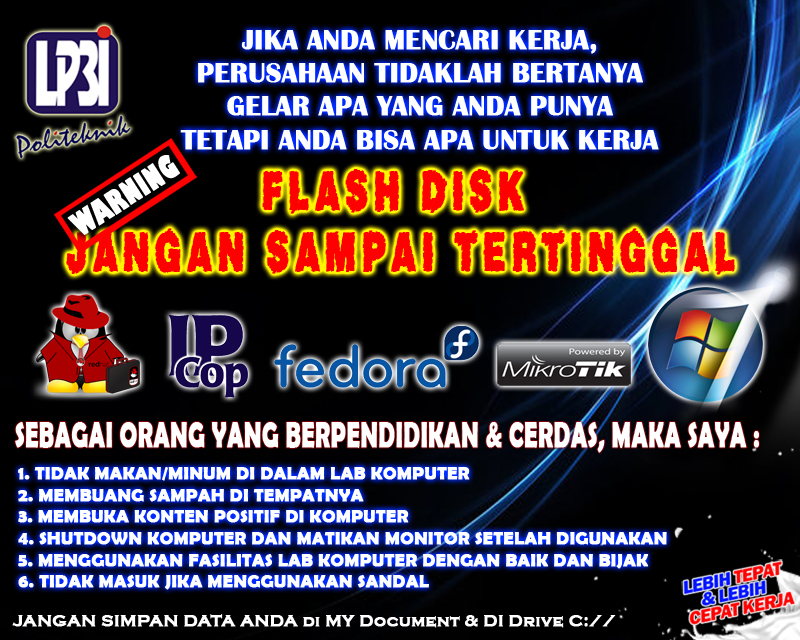 LP3I
Politeknik
JIKA ANDA MENCARI KERJA,
PERUSAHAAN TIDAKLAH BERTANYA
GELAR APA YANG ANDA PUNYA
TETAPI ANDA BISA APA UNTUK KERJA
WARNING
FLASH DISK
JANGAN SAMPAI TERTINGGAL
IP
Cop
fedora
Powered by
MikroTik
SEBAGAI ORANG YANG BERPENDIDIKAN & CERDAS, MAKA SAYA :
1. TIDAK MAKAN/MINUM DI DALAM LAB KOMPUTER
2. MEMBUANG SAMPAH DI TEMPATNYA
3. MEMBUKA KONTEN POSITIF DI KOMPUTER
4. SHUTDOWN KOMPUTER DAN MATIKAN MONITOR SETELAH DIGUNAKAN
5. MENGGUNAKAN FASILITAS LAB KOMPUTER DENGAN BAIK DAN BIJAK
6. TIDAK MASUK JIKA MENGGUNAKAN SANDAL
LEBIH TEPAT
& LEBIH
CEPAT KERJA
JANGAN SIMPAN DATA ANDA di MY Document & DI Drive C://